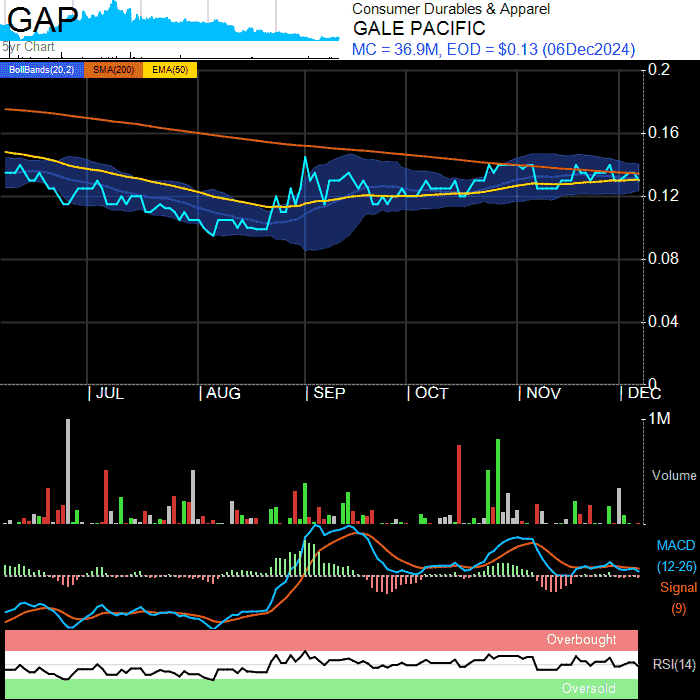 GAP
5yr Chart
Consumer Durables & Apparel
GALE PACIFIC
MC = 36.9M, EOD = $0.13 (06Dec2024)
BollBands(20,2) SMA(200) EMA(50)
0.2
0.16
0.12
0.08
0.04
0
JUL AUG SEP OCT NOV DEC
1M
Volume
MACD
(12-26)
Signal
(9)
Overbought
RSI(14)
Oversold